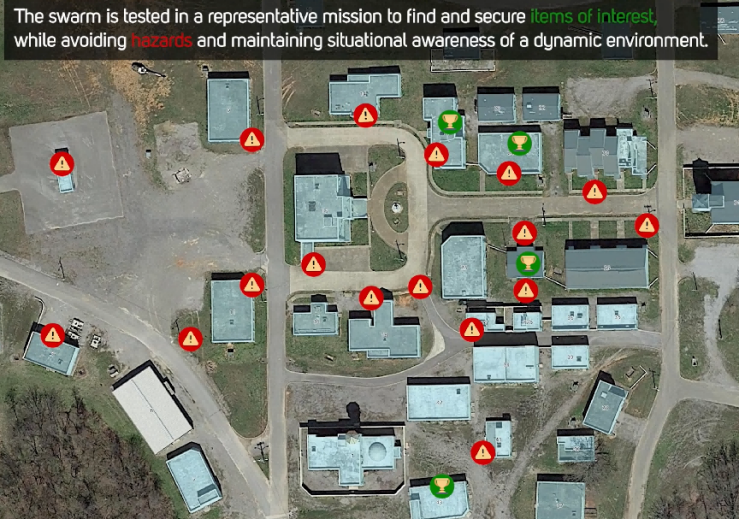 The swarm is tested in a representative mission to find and secure items of interest,
while avoiding hazards and maintaining situational awareness of a dynamic environment.